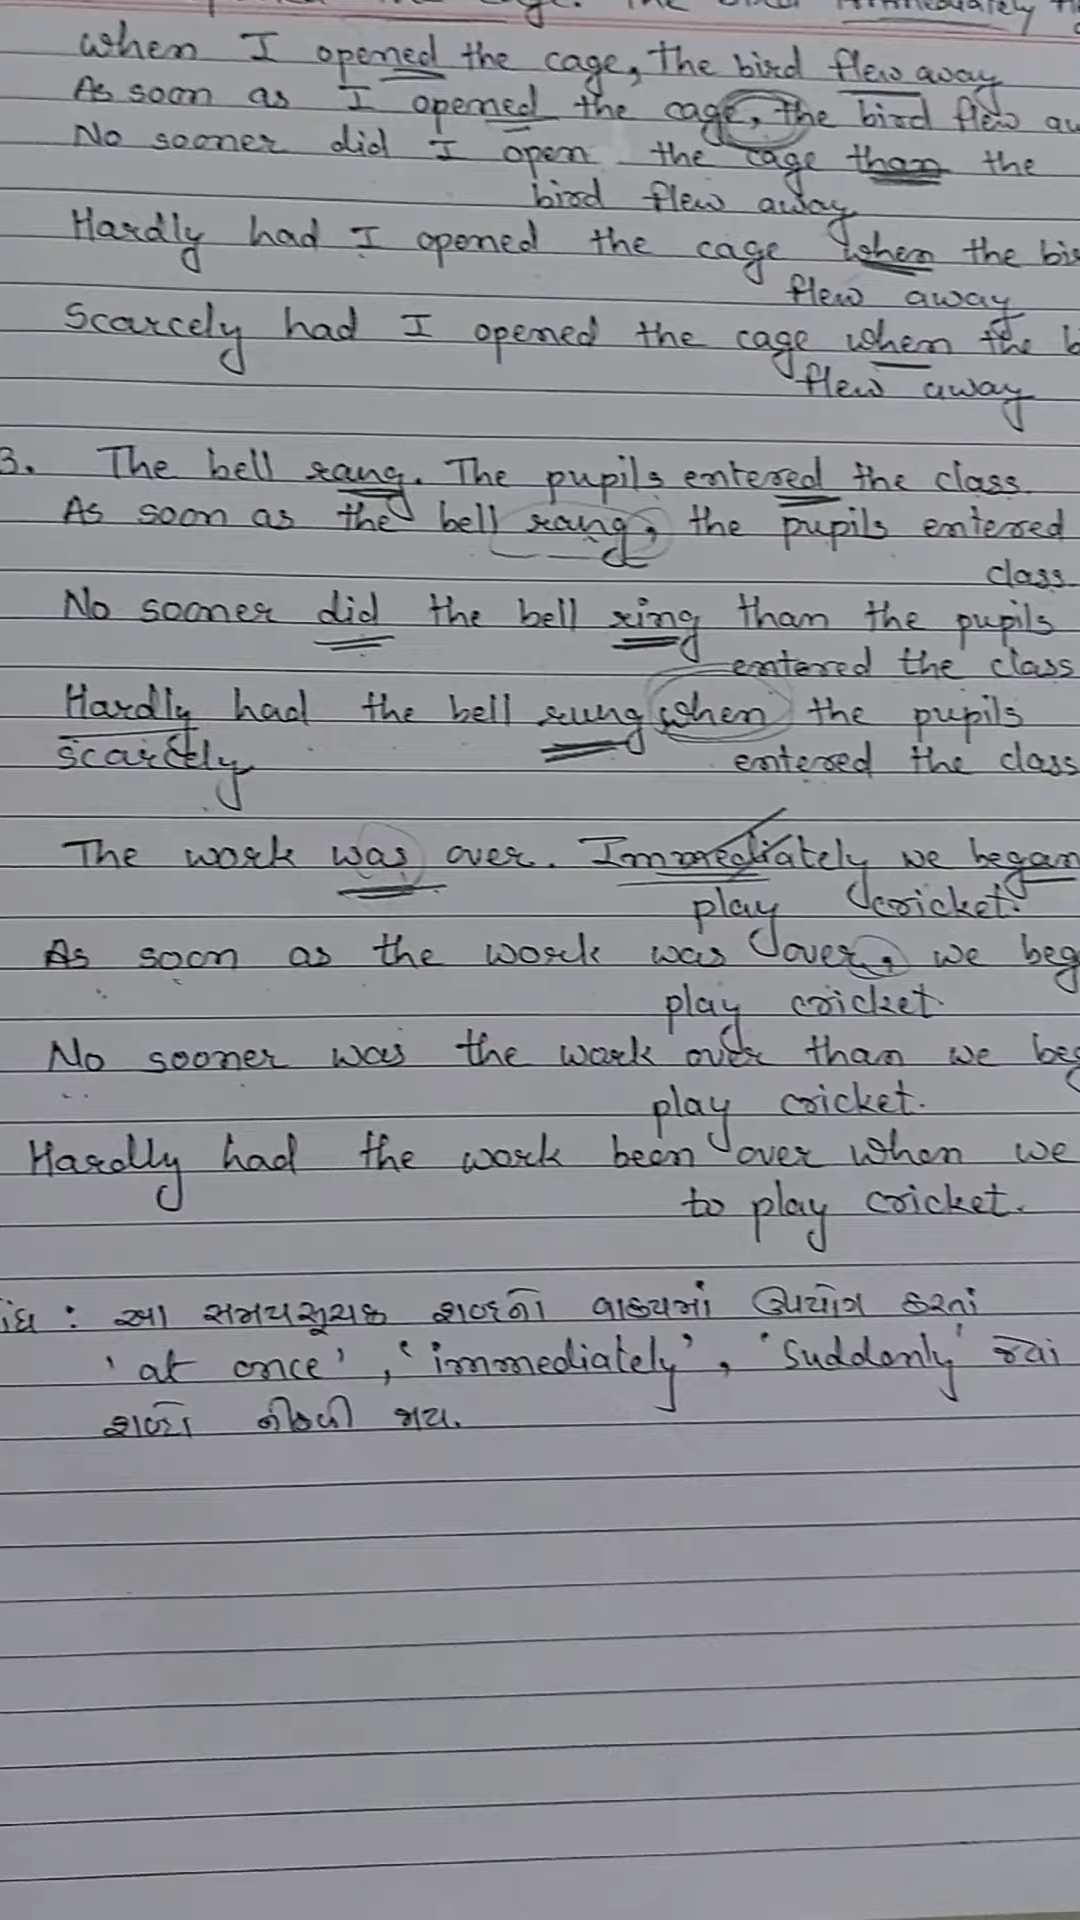 immediately
when I opened the cage, The bird flew away
As soon as I opened the cage, the bird flew
No sooner did I open the cage than the
bird flew away
Hardly had I opened the cage when the
flew away
Scarcely had I opened the cage when the
flew away
3. The bell rang. The pupils entered the class.
As soon as the bell rang, the pupils entered
class
No sooner did the bell ring than the pupils
entered the class
Hardly had the bell rung when the pupils
scarcely entered the class
The work was over. Immediately we began
play cricket.
As soon as the work was over, we
play cricket.
No sooner was the work over than we
play cricket.
Hardly had the work been over when we
to play cricket.
: આ સમયસૂચક શબ્દનો વાક્યમાં ઉપયોગ કરતાં
'at once', 'immediately', 'suddenly'
શબ્દો નીકળી જાય.